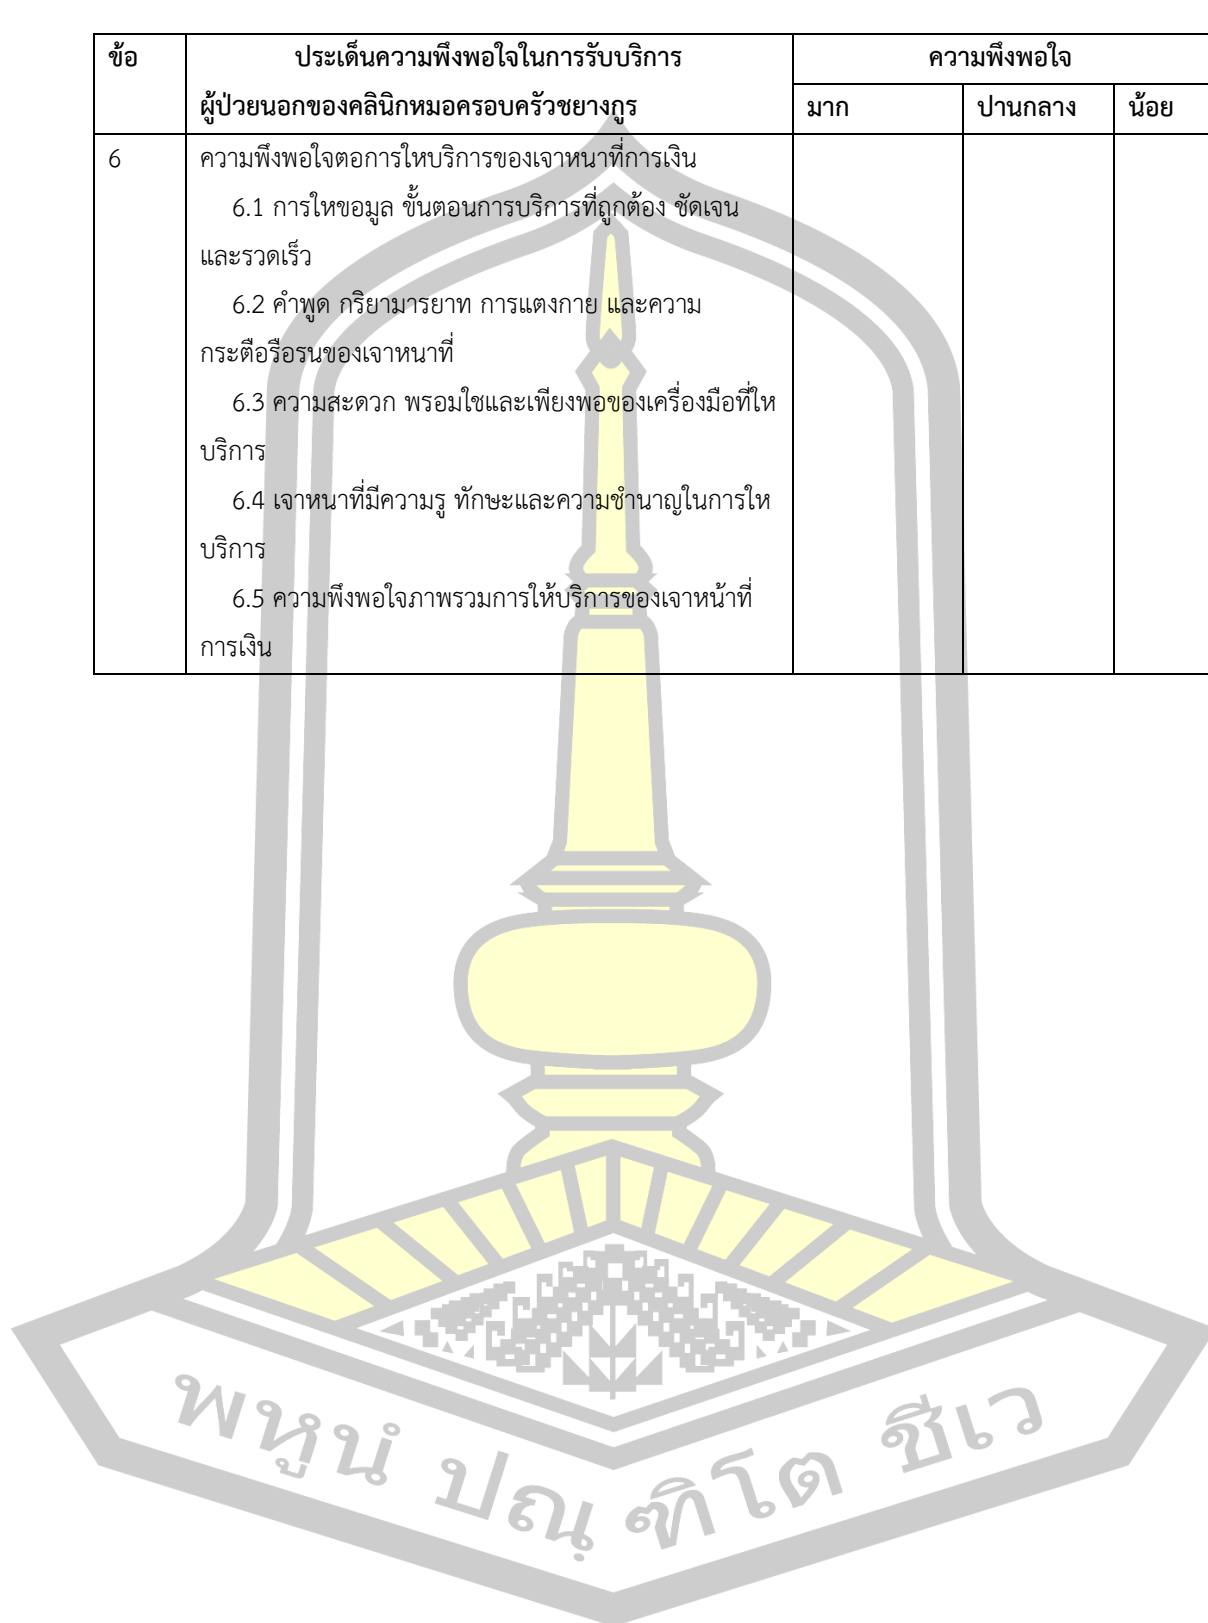 ข้อ ประเด็นความพึงพอใจในการรับบริการ ความพึงพอใจ
ผู้ป่วยนอกของคลินิกหมอครอบครัวชยางกูร มาก ปานกลาง น้อย
6 ความพึงพอใจตอการใหบริการของเจาหนาที่การเงิน
6.1 การใหขอมูล ขั้นตอนการบริการที่ถูกต้อง ชัดเจน
และรวดเร็ว
6.2 คำพูด กริยามารยาท การแตงกาย และความ
กระตือรือรนของเจาหนาที่
6.3 ความสะดวก พรอมใชและเพียงพอของเครื่องมือที่ให
บริการ
6.4 เจาหนาที่มีความรู ทักษะและความชำนาญในการให
บริการ
6.5 ความพึงพอใจภาพรวมการให้บริการของเจาหน้าที่
การเงิน
พหูนํ ปณฺฑิโต ชีเว